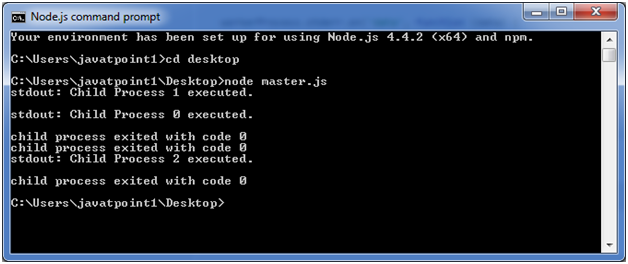 Node.js command prompt
Your environment has been set up for using Node.js 4.4.2 (x64) and npm.
C:\Users\javatpoint1>cd desktop
C:\Users\javatpoint1\Desktop>node master.js
stdout: Child Process 1 executed.
stdout: Child Process 0 executed.
child process exited with code 0
child process exited with code 0
stdout: Child Process 2 executed.
child process exited with code 0
C:\Users\javatpoint1\Desktop>